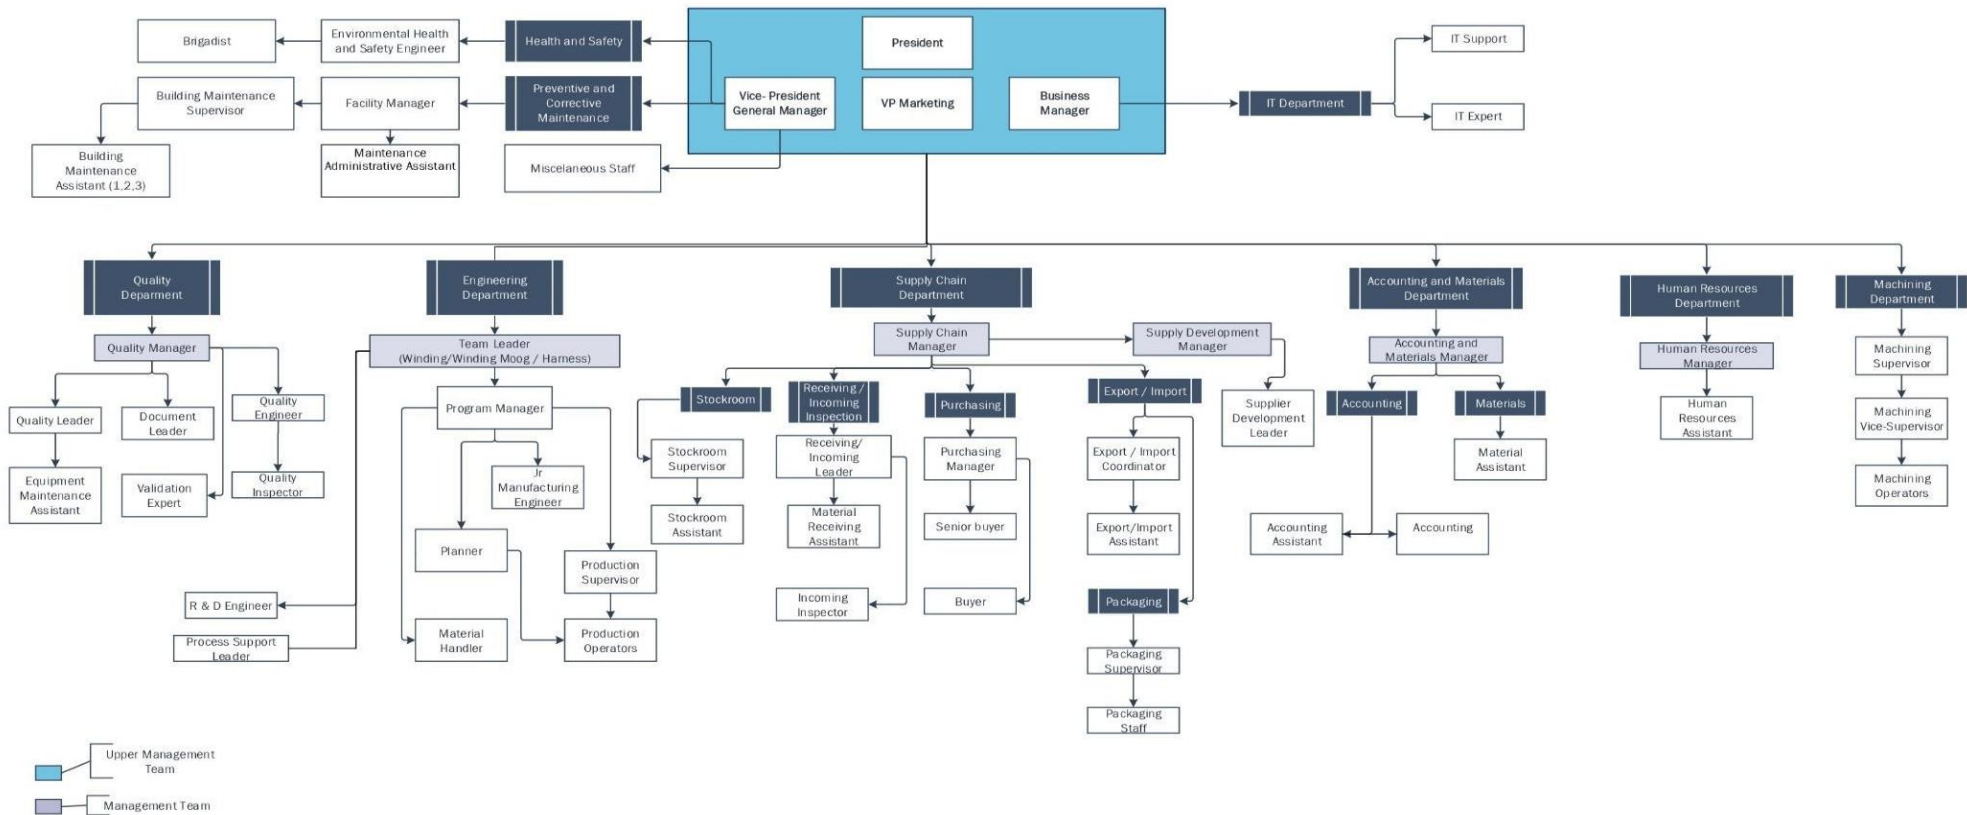 President
Vice- President
General Manager
VP Marketing
Business
Manager
Health and Safety
Environmental Health
and Safety Engineer
Brigadist
Preventive and
Corrective
Maintenance
Facility Manager
Building Maintenance
Supervisor
Building
Maintenance
Assistant (1,2,3)
Maintenance
Administrative Assistant
Miscelaneous Staff
IT Department
IT Support
IT Expert
Quality
Department
Quality Manager
Quality Leader
Equipment
Maintenance
Assistant
Document
Leader
Validation
Expert
Quality
Engineer
Quality
Inspector
Engineering
Department
Team Leader
(Winding/Winding Moog / Harness)
Program Manager
Jr
Manufacturing
Engineer
Planner
Production
Supervisor
R & D Engineer
Process Support
Leader
Material
Handler
Production
Operators
Supply Chain
Department
Supply Chain
Manager
Supply Development
Manager
Supplier
Development
Leader
Stockroom
Stockroom
Supervisor
Stockroom
Assistant
Receiving /
Incoming
Inspection
Receiving/
Incoming
Leader
Material
Receiving
Assistant
Incoming
Inspector
Purchasing
Purchasing
Manager
Senior buyer
Buyer
Export / Import
Export / Import
Coordinator
Export/Import
Assistant
Packaging
Packaging
Supervisor
Packaging
Staff
Accounting and Materials
Department
Accounting and
Materials Manager
Accounting
Accounting
Assistant
Accounting
Materials
Material
Assistant
Human Resources
Department
Human Resources
Manager
Human
Resources
Assistant
Machining
Department
Machining
Supervisor
Machining
Vice-Supervisor
Machining
Operators
Upper Management
Team
Management Team